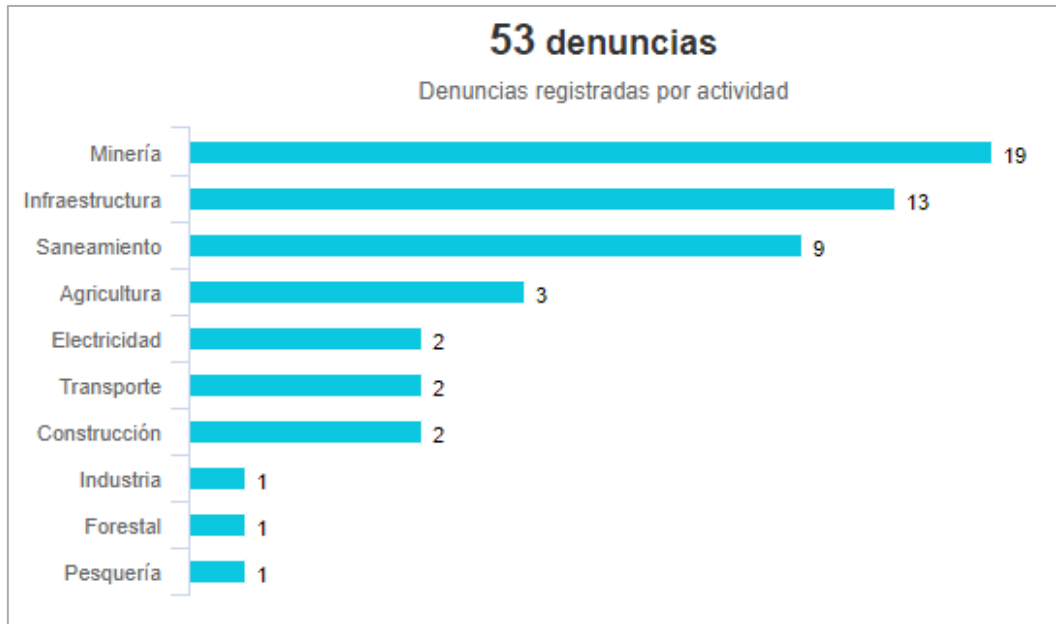 53 denuncias
Denuncias registradas por actividad
Minería 19
Infraestructura 13
Saneamiento 9
Agricultura 3
Electricidad 2
Transporte 2
Construcción 2
Industria 1
Forestal 1
Pesquería 1